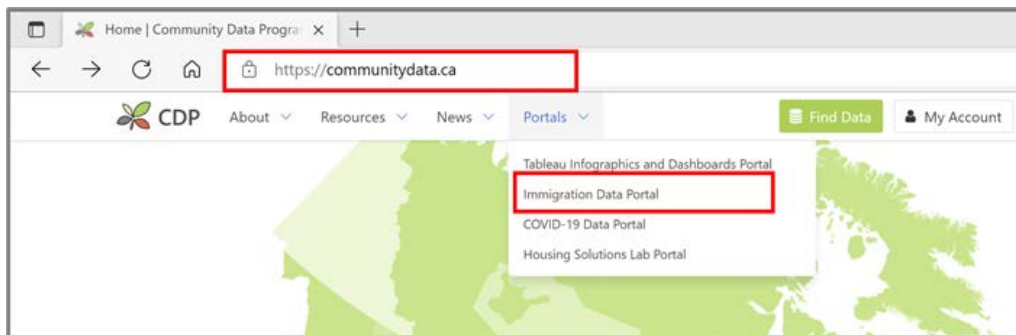 Home | Community Data Progra
https://communitydata.ca
CDP About Resources News Portals Find Data My Account
Tableau Infographics and Dashboards Portal
Immigration Data Portal
COVID-19 Data Portal
Housing Solutions Lab Portal